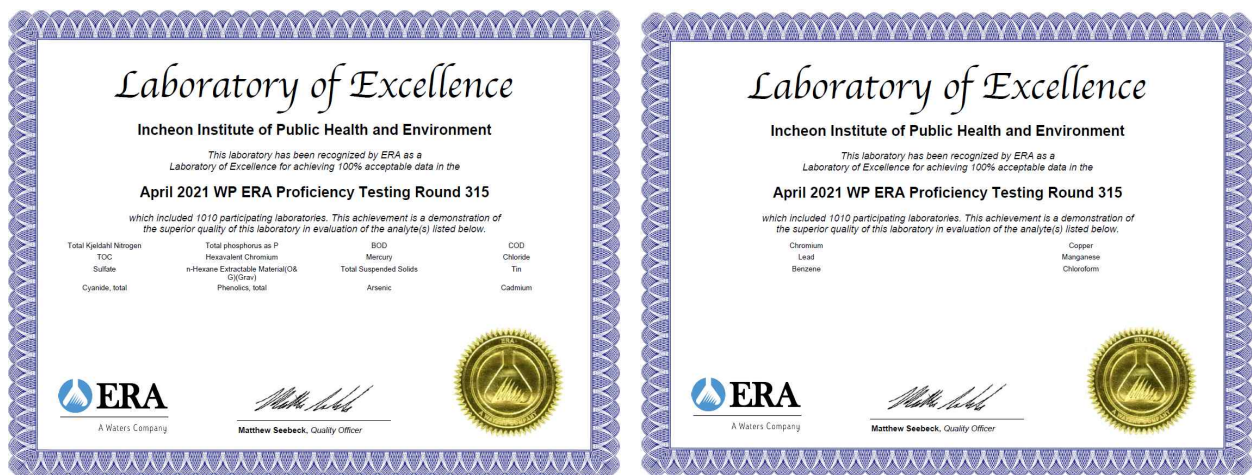 Laboratory of Excellence
Incheon Institute of Public Health and Environment
This laboratory has been recognized by ERA as a
Laboratory of Excellence for achieving 100% acceptable data in the
April 2021 WP ERA Proficiency Testing Round 315
which included 1010 participating laboratories. This achievement is a demonstration of
the superior quality of this laboratory in evaluation of the analyte(s) listed below.
Total Kjeldahl Nitrogen Total phosphorus as P BOD COD
TOC Hexavalent Chromium Mercury Chloride
Sulfate n-Hexane Extractable Material(O& Total Suspended Solids Tin
G)(Grav)
Cyanide, total Phenolics, total Arsenic Cadmium
ERA
A Waters Company
Matthew Seebeck, Quality Officer
ERA
Laboratory of Excellence
Incheon Institute of Public Health and Environment
This laboratory has been recognized by ERA as a
Laboratory of Excellence for achieving 100% acceptable data in the
April 2021 WP ERA Proficiency Testing Round 315
which included 1010 participating laboratories. This achievement is a demonstration of
the superior quality of this laboratory in evaluation of the analyte(s) listed below.
Chromium Copper
Lead Manganese
Benzene Chloroform
ERA
A Waters Company
Matthew Seebeck, Quality Officer
ERA